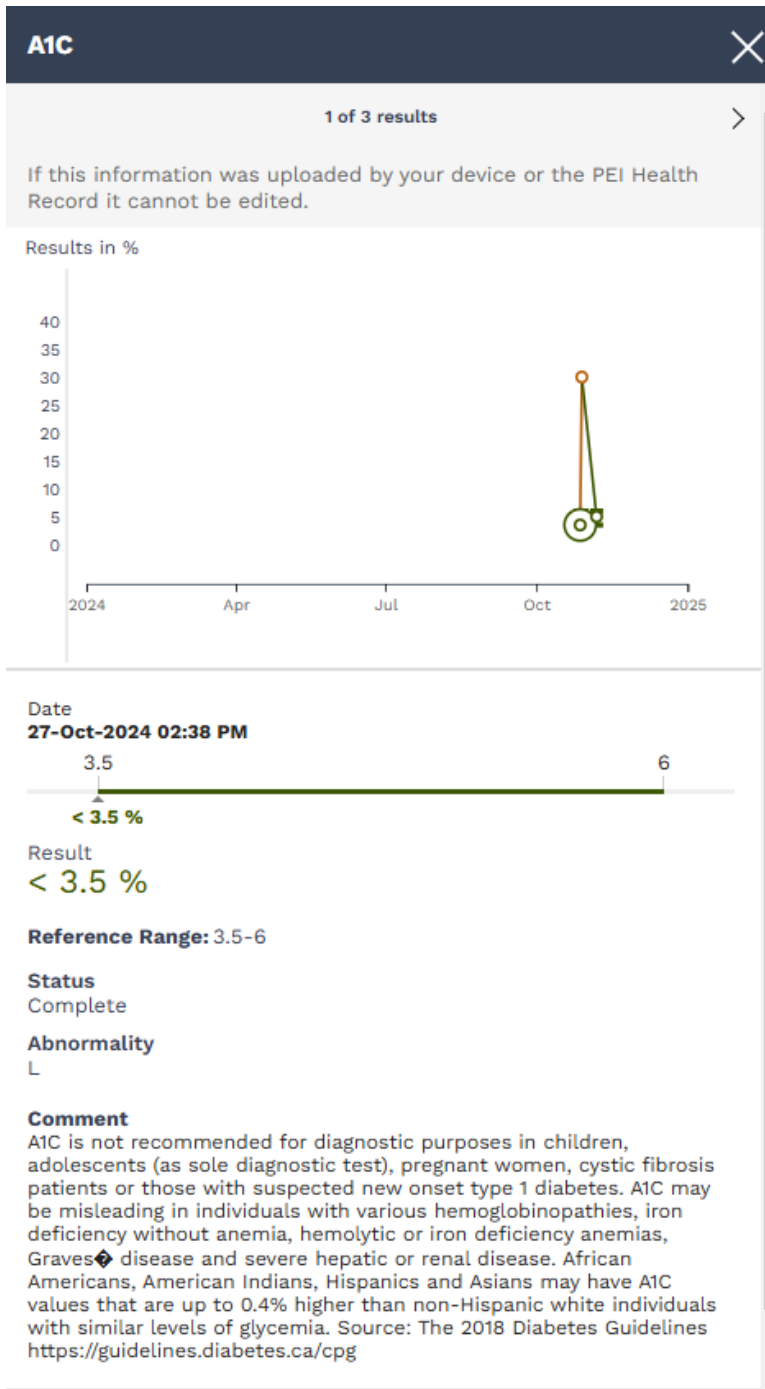 A1C
1 of 3 results
If this information was uploaded by your device or the PEI Health
Record it cannot be edited.
Results in %
40
35
30
25
20
15
10
5
0
2024 Apr Jul Oct 2025
Date
27-Oct-2024 02:38 PM
3.5 6
< 3.5 %
Result
< 3.5 %
Reference Range: 3.5-6
Status
Complete
Abnormality
L
Comment
A1C is not recommended for diagnostic purposes in children,
adolescents (as sole diagnostic test), pregnant women, cystic fibrosis
patients or those with suspected new onset type 1 diabetes. A1C may
be misleading in individuals with various hemoglobinopathies, iron
deficiency without anemia, hemolytic or iron deficiency anemias,
Graves� disease and severe hepatic or renal disease. African
Americans, American Indians, Hispanics and Asians may have A1C
values that are up to 0.4% higher than non-Hispanic white individuals
with similar levels of glycemia. Source: The 2018 Diabetes Guidelines
https://guidelines.diabetes.ca/cpg